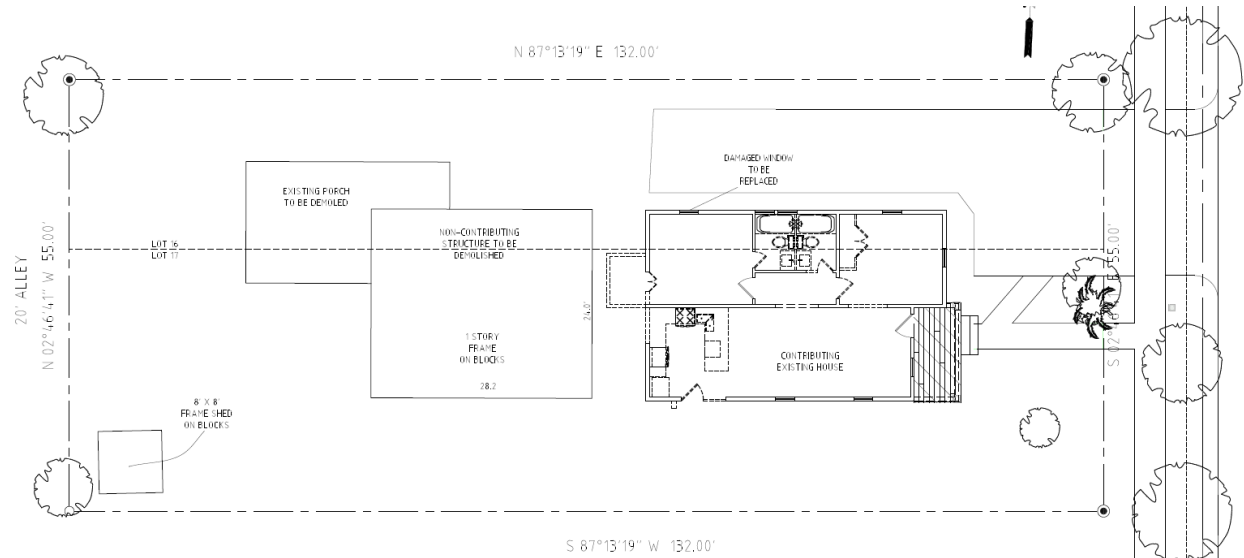 N 87°13'19" E 132.00'
DAMAGED WINDOW
TO BE
REPLACED
EXISTING PORCH
TO BE DEMOLED
NON-CONTRIBUTING
STRUCTURE TO BE
DEMOLISHED
LOT 16
LOT 17
20' ALLEY
N 02°46'41" W 55.00'
24.0'
1 STORY
FRAME
ON BLOCKS
28.2
CONTRIBUTING
EXISTING HOUSE
S 02° E 55.00'
8' X 8'
FRAME SHED
ON BLOCKS
S 87°13'19" W 132.00'